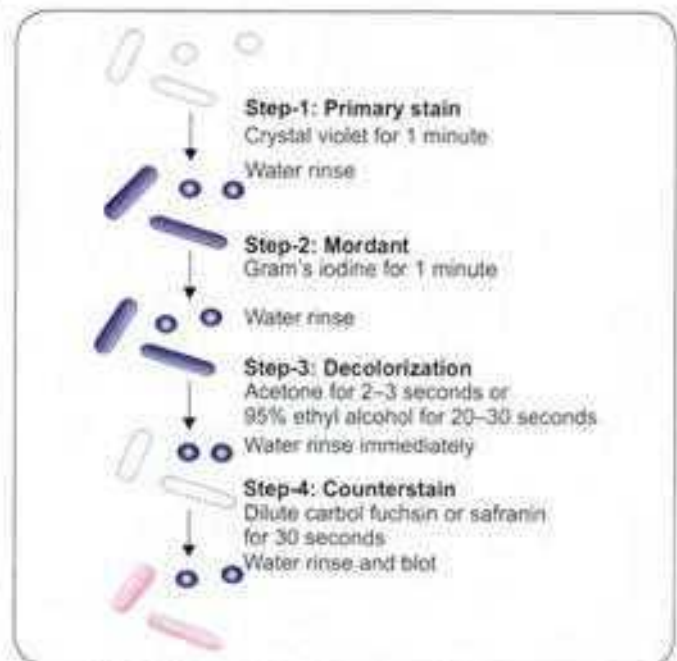 Step-1: Primary stain
Crystal violet for 1 minute
Water rinse
Step-2: Mordant
Gram's iodine for 1 minute
Water rinse
Step-3: Decolorization
Acetone for 2–3 seconds or
95% ethyl alcohol for 20–30 seconds
Water rinse immediately
Step-4: Counterstain
Dilute carbol fuchsin or safranin
for 30 seconds
Water rinse and blot